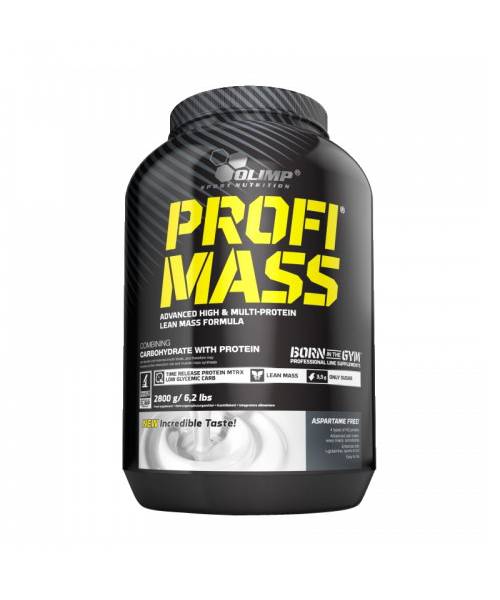 OLIMP®
SPORT NUTRITION
PROFI®
MASS
ADVANCED HIGH & MULTI-PROTEIN
LEAN MASS FORMULA
COMBINING
CARBOHYDRATE WITH PROTEIN
BORN IN THE GYM
PROFESSIONAL LINE SUPPLEMENTS
TIME RELEASE PROTEIN MTRX
LOW GLYCEMIC CARB
LEAN MASS
ONLY SUGAR
2800 g/ 6,2 lbs
NEW Incredible Taste!
ASPARTAME FREE!